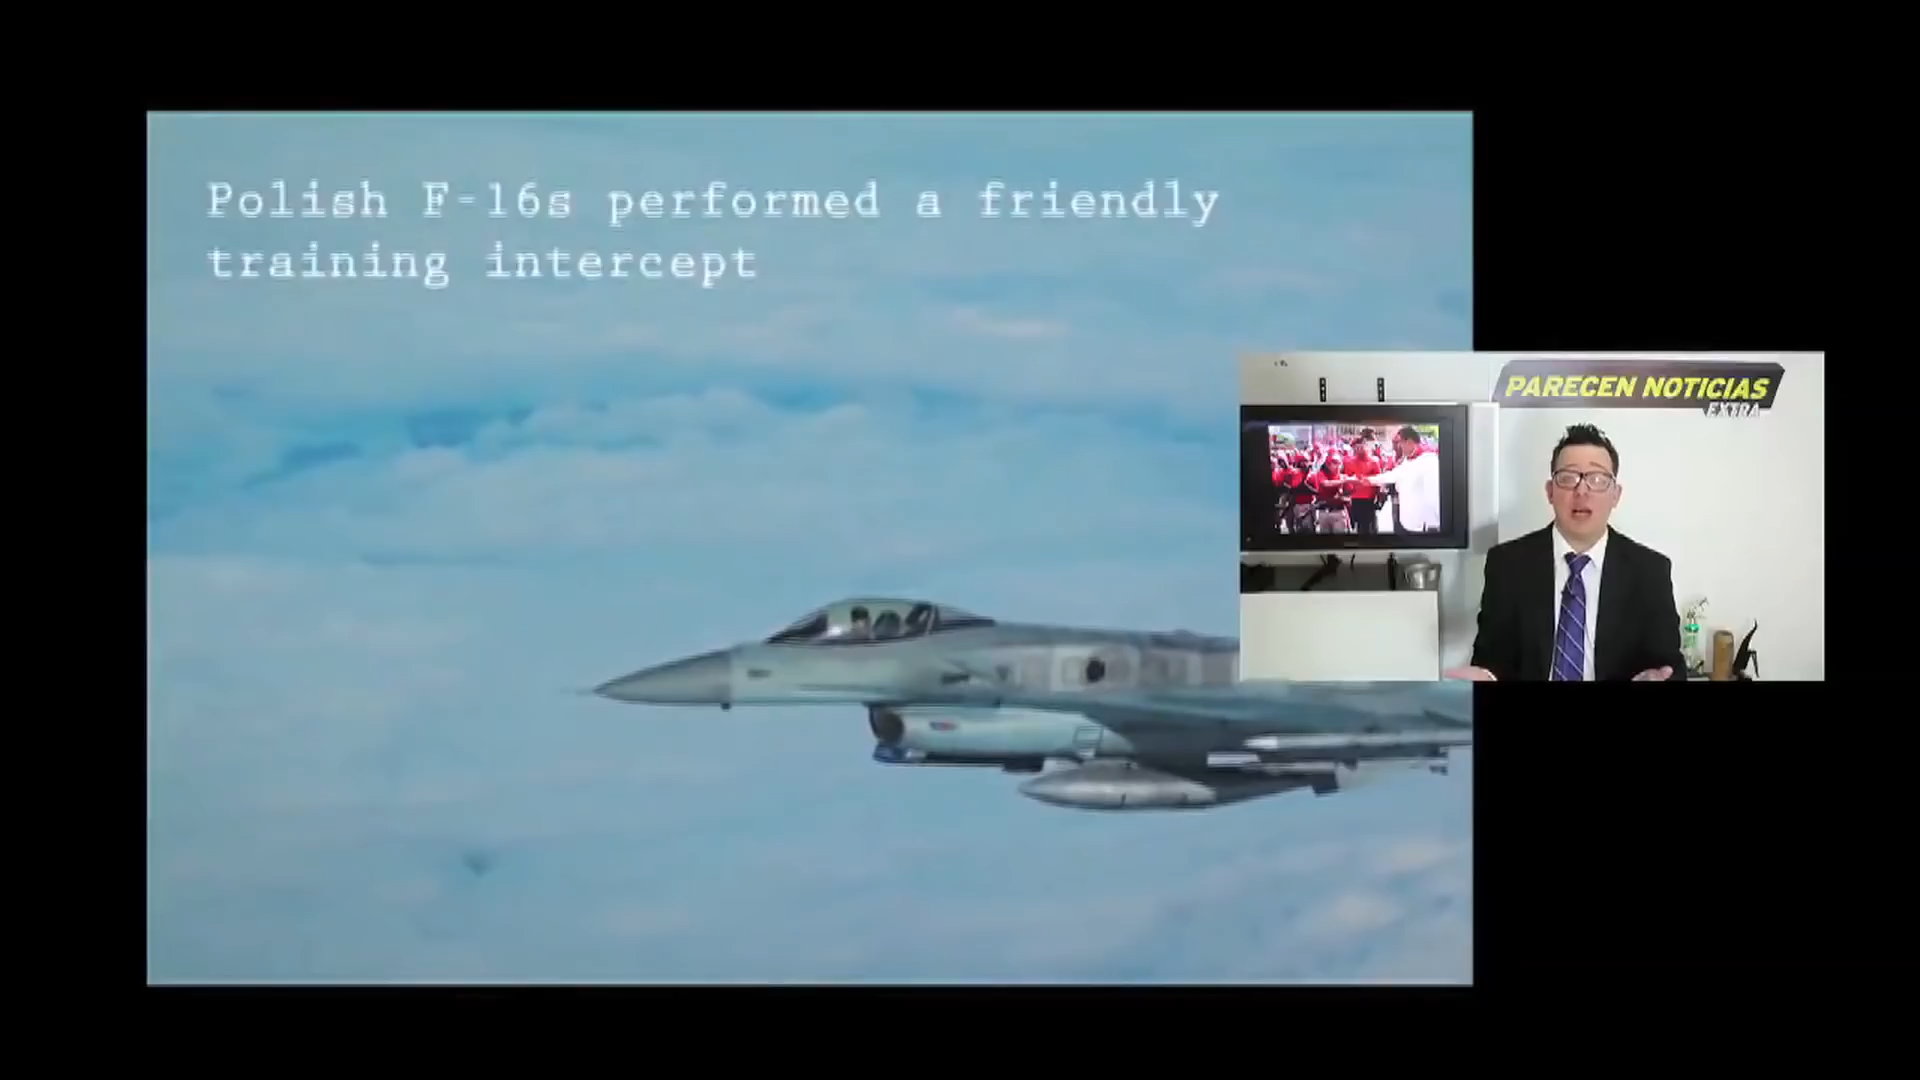 Polish F-16s performed a friendly
training intercept
PARECEN NOTICIAS
EXTRA